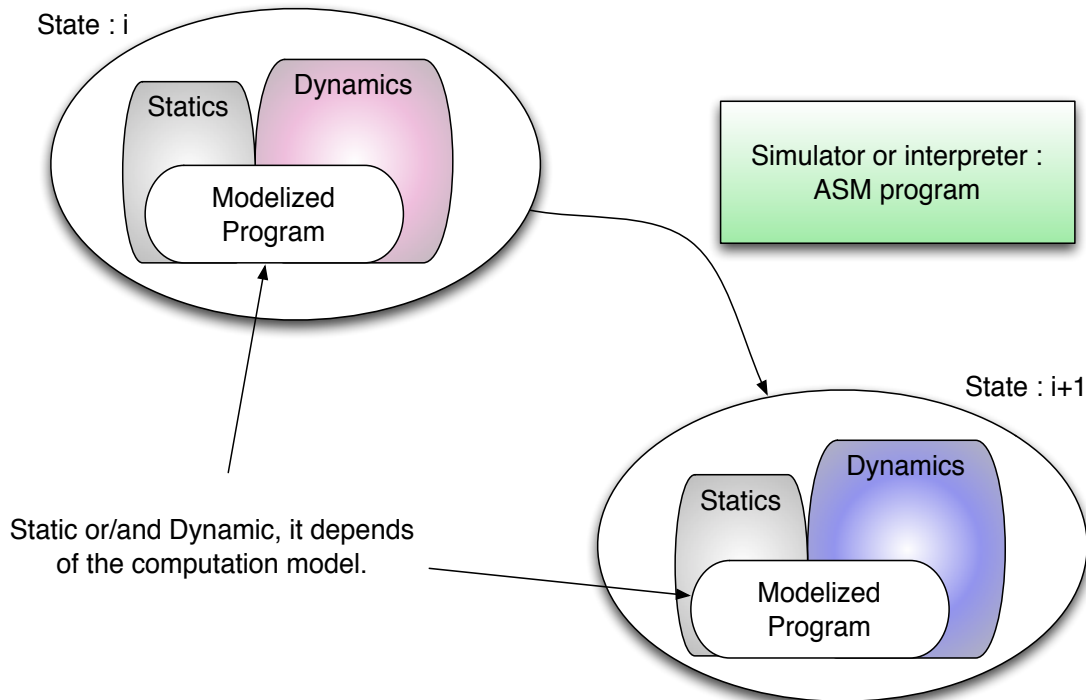 State : i
Statics
Dynamics
Modelized
Program
Simulator or interpreter :
ASM program
State : i+1
Statics
Dynamics
Modelized
Program
Static or/and Dynamic, it depends
of the computation model.